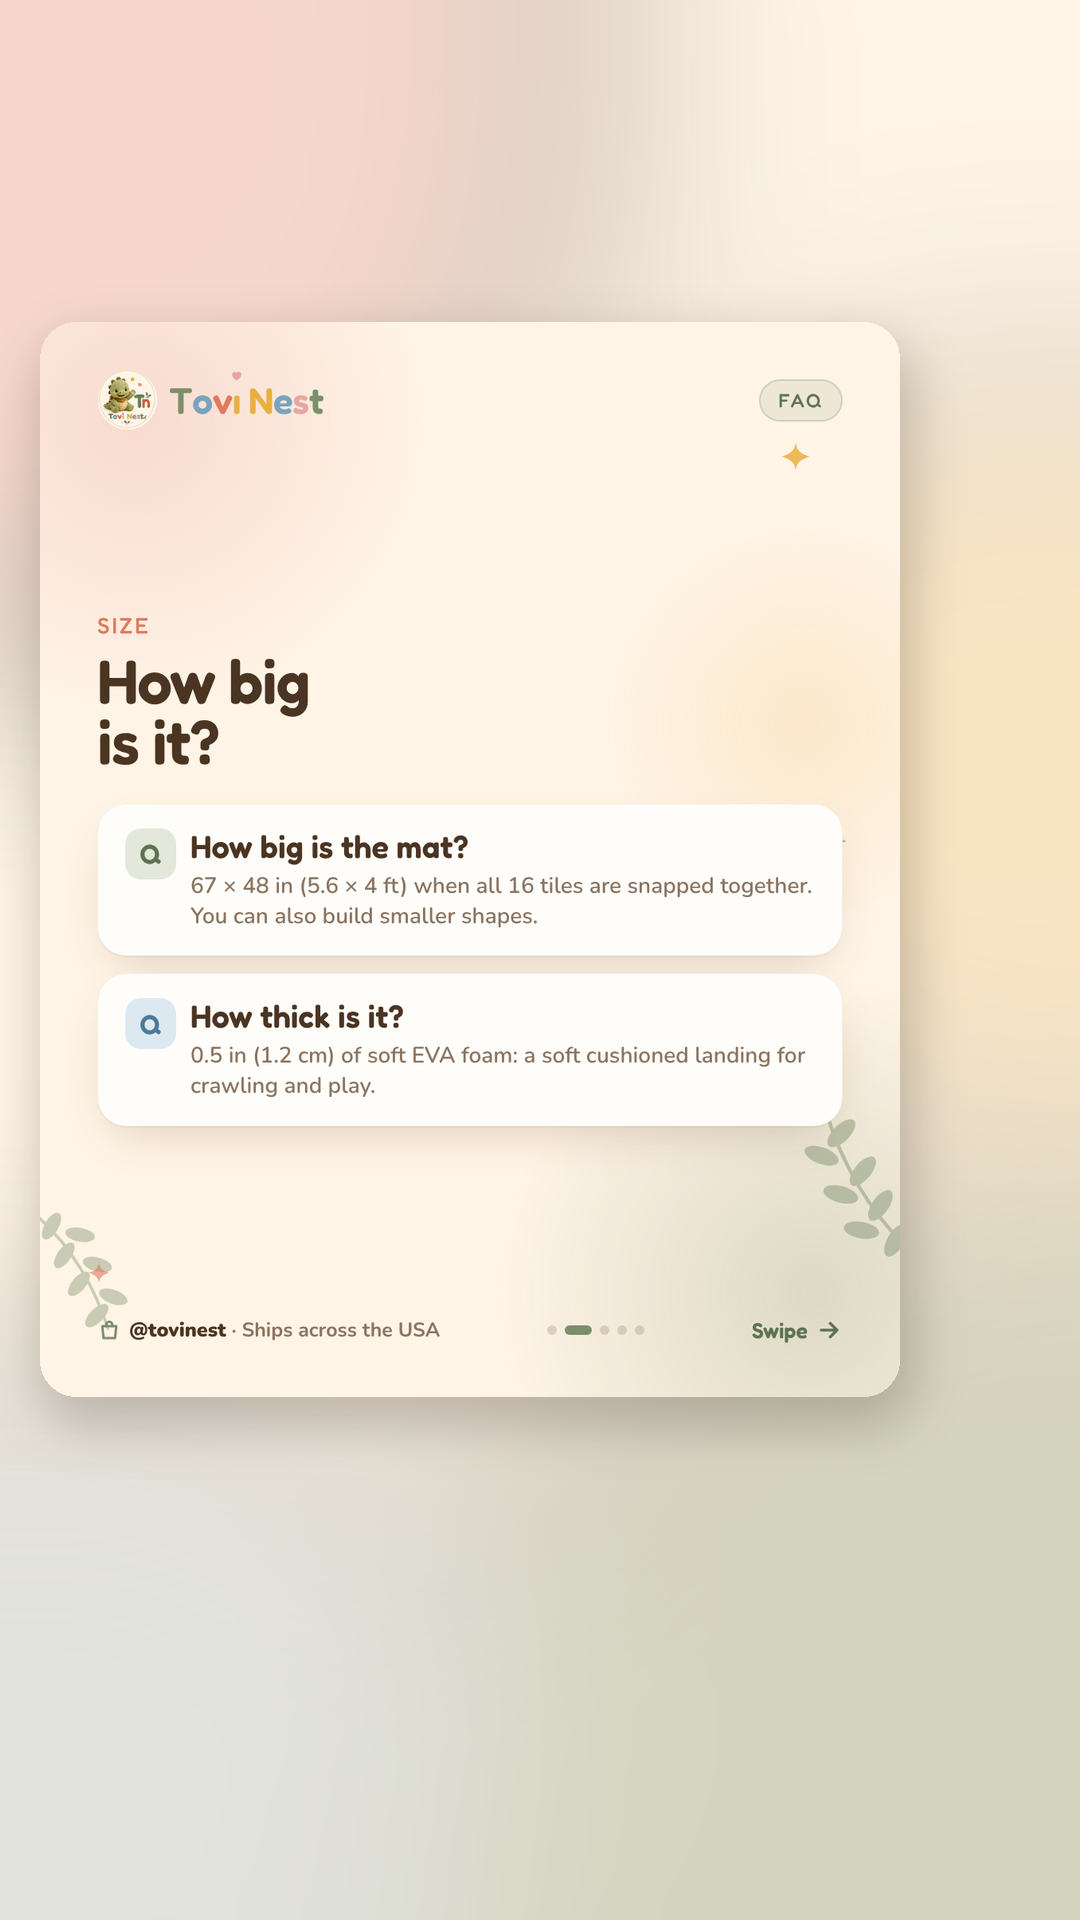 Tn
Tovi Nest
Tovi Nest
FAQ
SIZE
How big
is it?
Q
How big is the mat?
67 × 48 in (5.6 × 4 ft) when all 16 tiles are snapped together.
You can also build smaller shapes.
Q
How thick is it?
0.5 in (1.2 cm) of soft EVA foam: a soft cushioned landing for
crawling and play.
@tovinest · Ships across the USA
Swipe →